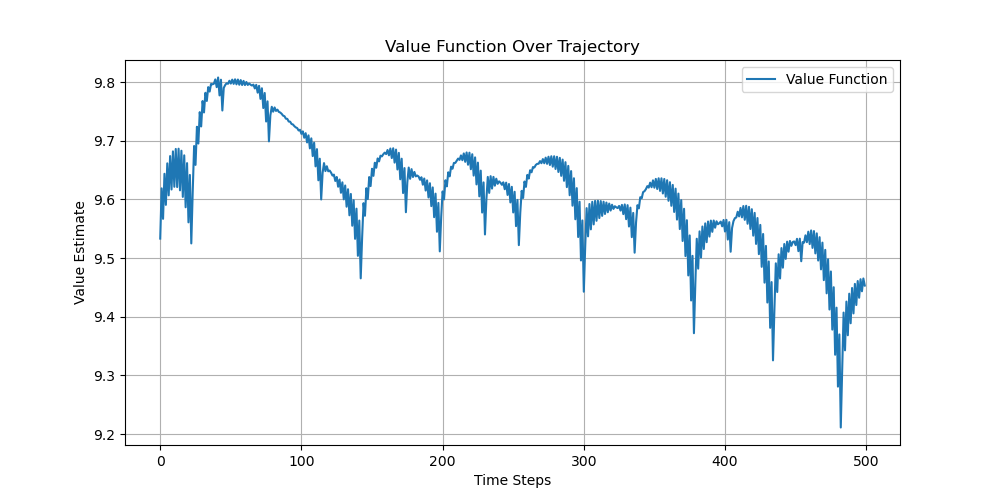 Value Function Over Trajectory
Value Function
9.8
9.7
9.6
9.5
9.4
9.3
9.2
Value Estimate
0 100 200 300 400 500
Time Steps